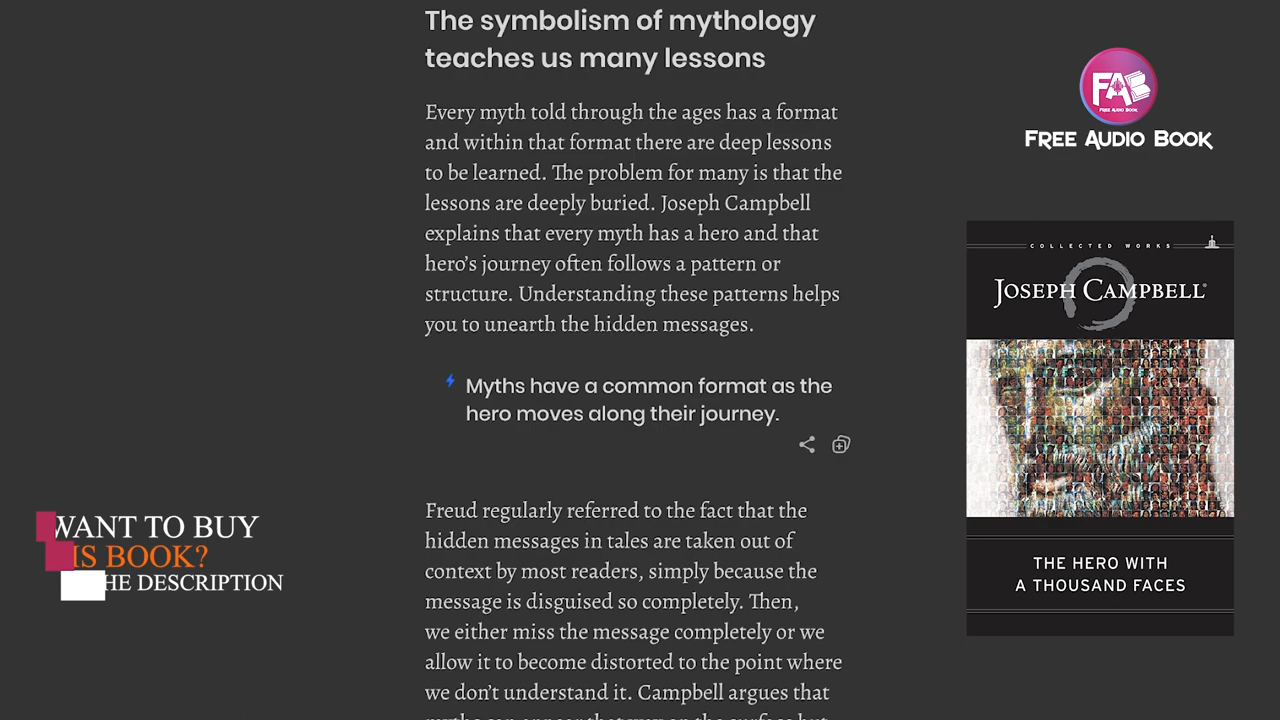 The symbolism of mythology
teaches us many lessons
Every myth told through the ages has a format
and within that format there are deep lessons
to be learned. The problem for many is that the
lessons are deeply buried. Joseph Campbell
explains that every myth has a hero and that
hero's journey often follows a pattern or
structure. Understanding these patterns helps
you to unearth the hidden messages.
Myths have a common format as the
hero moves along their journey.
Freud regularly referred to the fact that the
hidden messages in tales are taken out of
context by most readers, simply because the
message is disguised so completely. Then,
we either miss the message completely or we
allow it to become distorted to the point where
we don't understand it. Campbell argues that
WANT TO BUY
IS BOOK?
HE DESCRIPTION
FAB
FREE AUDIO BOOK
FREE AUDIO BOOK
COLLECTED WORKS
JOSEPH CAMPBELL®
THE HERO WITH
A THOUSAND FACES